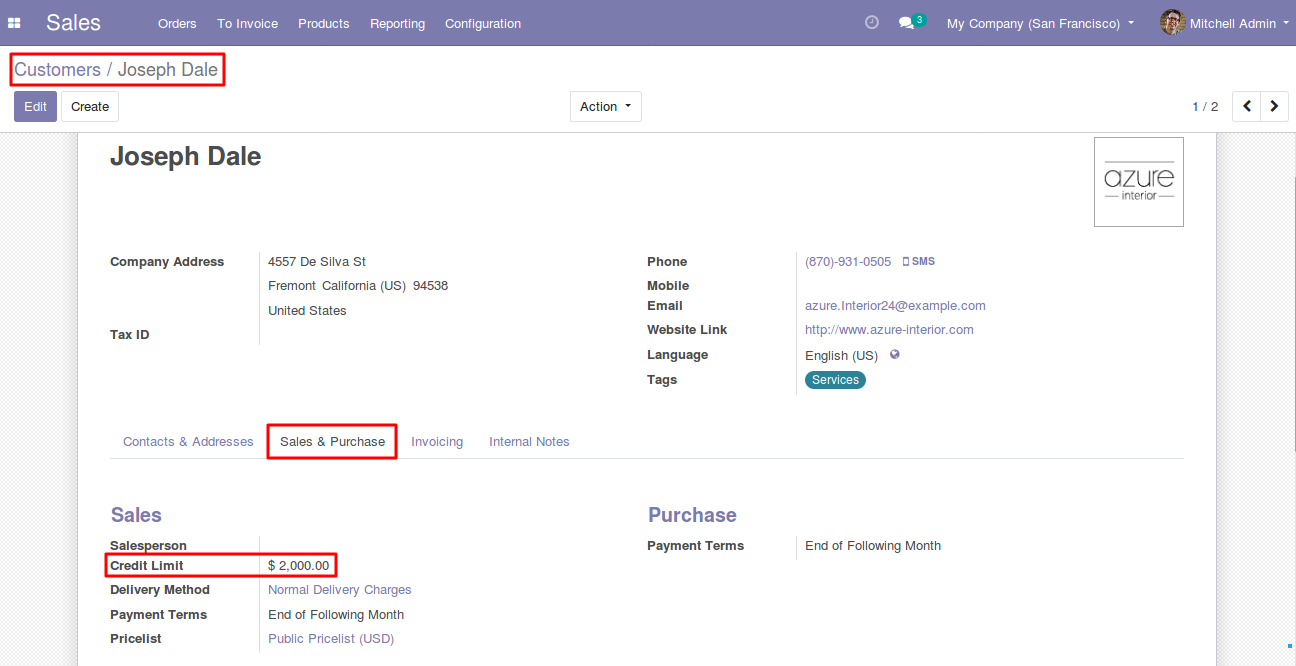 Sales Orders To Invoice Products Reporting Configuration 3 My Company (San Francisco) Mitchell Admin
Customers / Joseph Dale
Edit Create Action 1 / 2
Joseph Dale
azure
interior
Company Address 4557 De Silva St Phone (870)-931-0505 SMS
Fremont California (US) 94538 Mobile
Email azure.Interior24@example.com
United States
Tax ID Website Link http://www.azure-interior.com
Language English (US)
Tags Services
Contacts & Addresses Sales & Purchase Invoicing Internal Notes
Sales Purchase
Salesperson Payment Terms End of Following Month
Credit Limit $ 2,000.00
Delivery Method Normal Delivery Charges
Payment Terms End of Following Month
Pricelist Public Pricelist (USD)